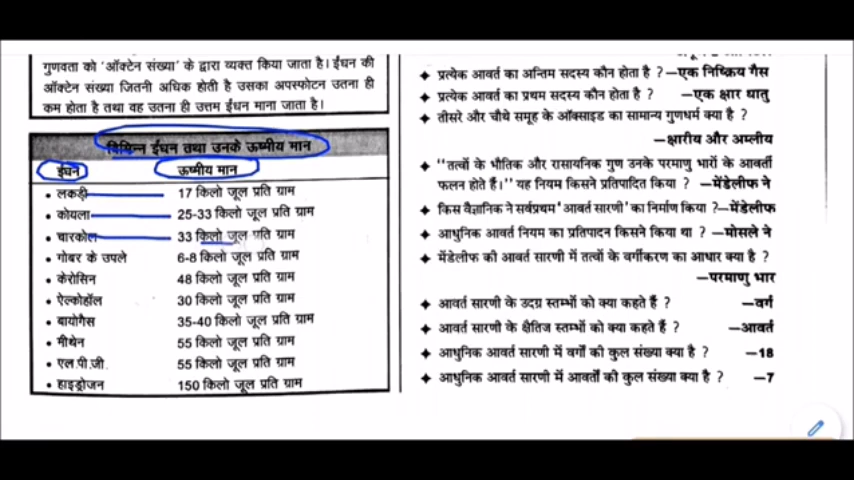 गुणवता को 'ऑक्टेन संख्या' के द्वारा व्यक्त किया जाता है। ईंधन की
ऑक्टेन संख्या जितनी अधिक होती है उसका अपस्फोटन उतना ही
कम होता है तथा वह उतना ही उत्तम ईंधन माना जाता है।
विभिन्न ईंधन तथा उनके ऊष्मीय मान
ईंधन ऊष्मीय मान
• लकड़ी 17 किलो जूल प्रति ग्राम
• कोयला 25-33 किलो जूल प्रति ग्राम
• चारकोल 33 किलो जूल प्रति ग्राम
• गोबर के उपले 6-8 किलो जूल प्रति ग्राम
• केरोसिन 48 किलो जूल प्रति ग्राम
• ऐल्कोहॉल 30 किलो जूल प्रति ग्राम
• बायोगैस 35-40 किलो जूल प्रति ग्राम
• मीथेन 55 किलो जूल प्रति ग्राम
• एल.पी.जी. 55 किलो जूल प्रति ग्राम
• हाइड्रोजन 150 किलो जूल प्रति ग्राम
✦ प्रत्येक आवर्त का अन्तिम सदस्य कौन होता है ? –एक निष्क्रिय गैस
✦ प्रत्येक आवर्त का प्रथम सदस्य कौन होता है ? –एक क्षार धातु
✦ तीसरे और चौथे समूह के ऑक्साइड का सामान्य गुणधर्म क्या है ?
–क्षारीय और अम्लीय
✦ "तत्वों के भौतिक और रासायनिक गुण उनके परमाणु भारों के आवर्ती
फलन होते हैं।" यह नियम किसने प्रतिपादित किया ? –मेंडेलीफ ने
✦ किस वैज्ञानिक ने सर्वप्रथम 'आवर्त सारणी' का निर्माण किया ?–मेंडेलीफ
✦ आधुनिक आवर्त नियम का प्रतिपादन किसने किया था ? –मोसले ने
✦ मेंडेलीफ की आवर्त सारणी में तत्वों के वर्गीकरण का आधार क्या है ?
–परमाणु भार
✦ आवर्त सारणी के उदग्र स्तम्भों को क्या कहते हैं ? –वर्ग
✦ आवर्त सारणी के क्षैतिज स्तम्भों को क्या कहते हैं ? –आवर्त
✦ आधुनिक आवर्त सारणी में वर्गों की कुल संख्या क्या है ? –18
✦ आधुनिक आवर्त सारणी में आवर्तों की कुल संख्या क्या है ? –7